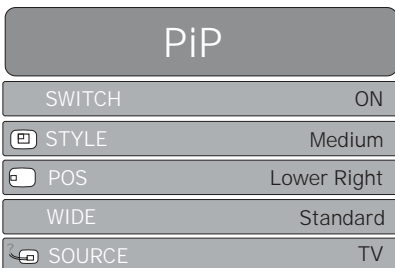 PiP
SWITCH ON
STYLE Medium
POS Lower Right
WIDE Standard
? SOURCE TV